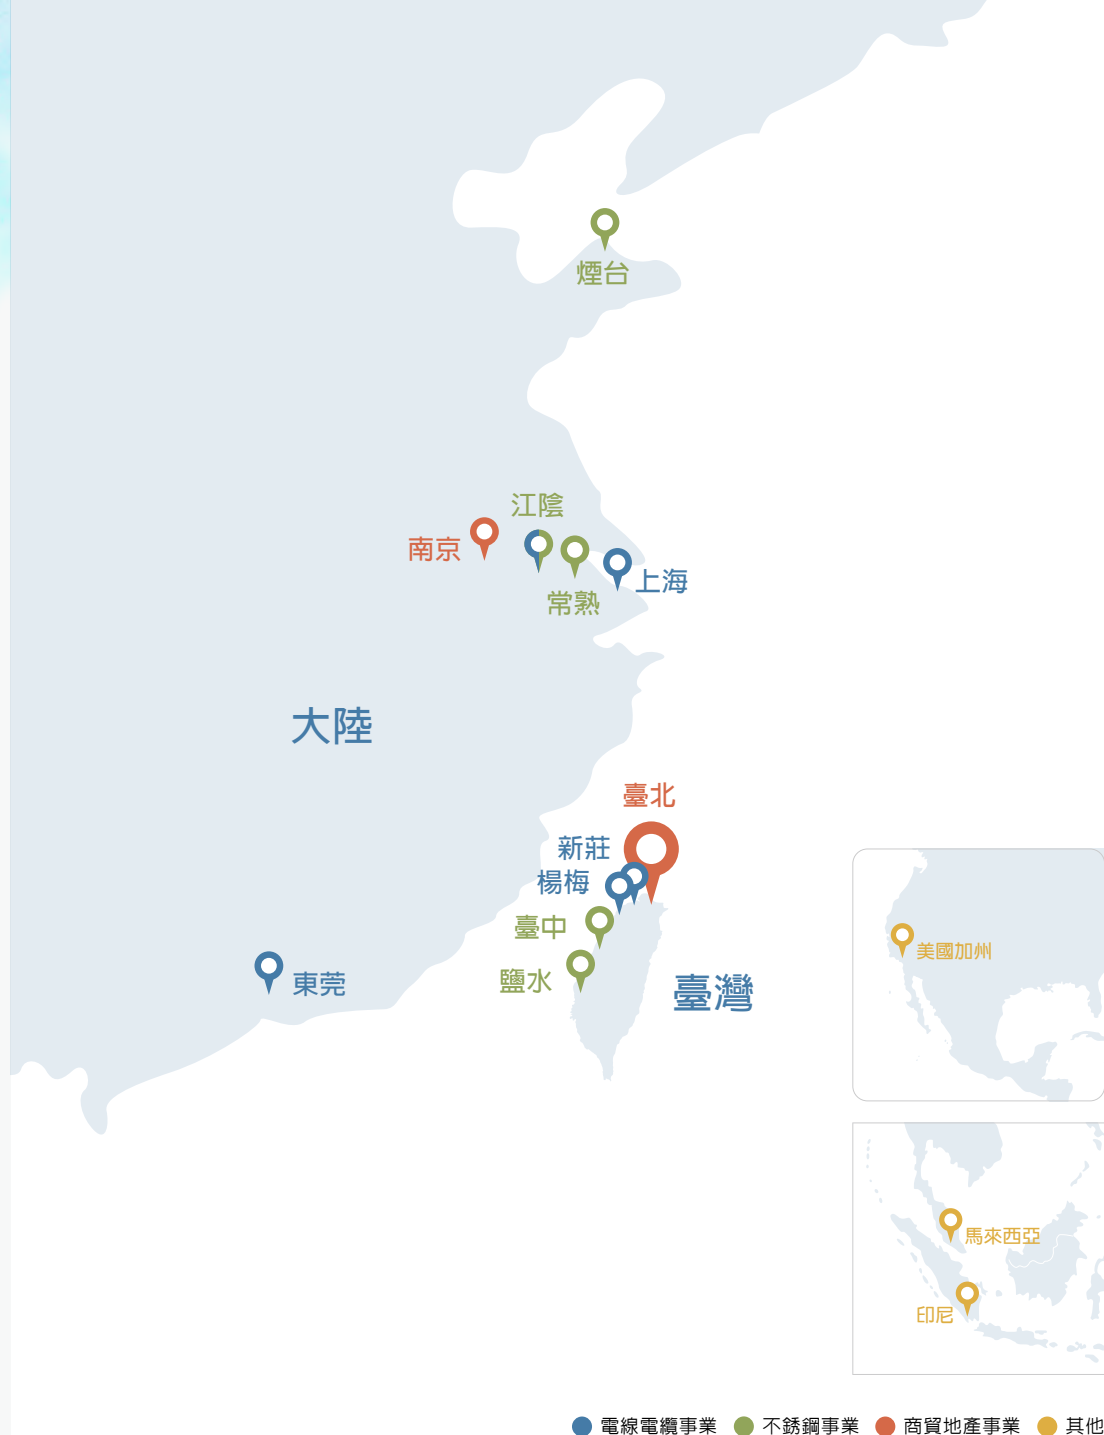 煙台
江陰
南京
常熟
上海
大陸
臺北
新莊
楊梅
臺中
鹽水
東莞
臺灣
美國加州
馬來西亞
印尼
電線電纜事業 不銹鋼事業 商貿地產事業 其他